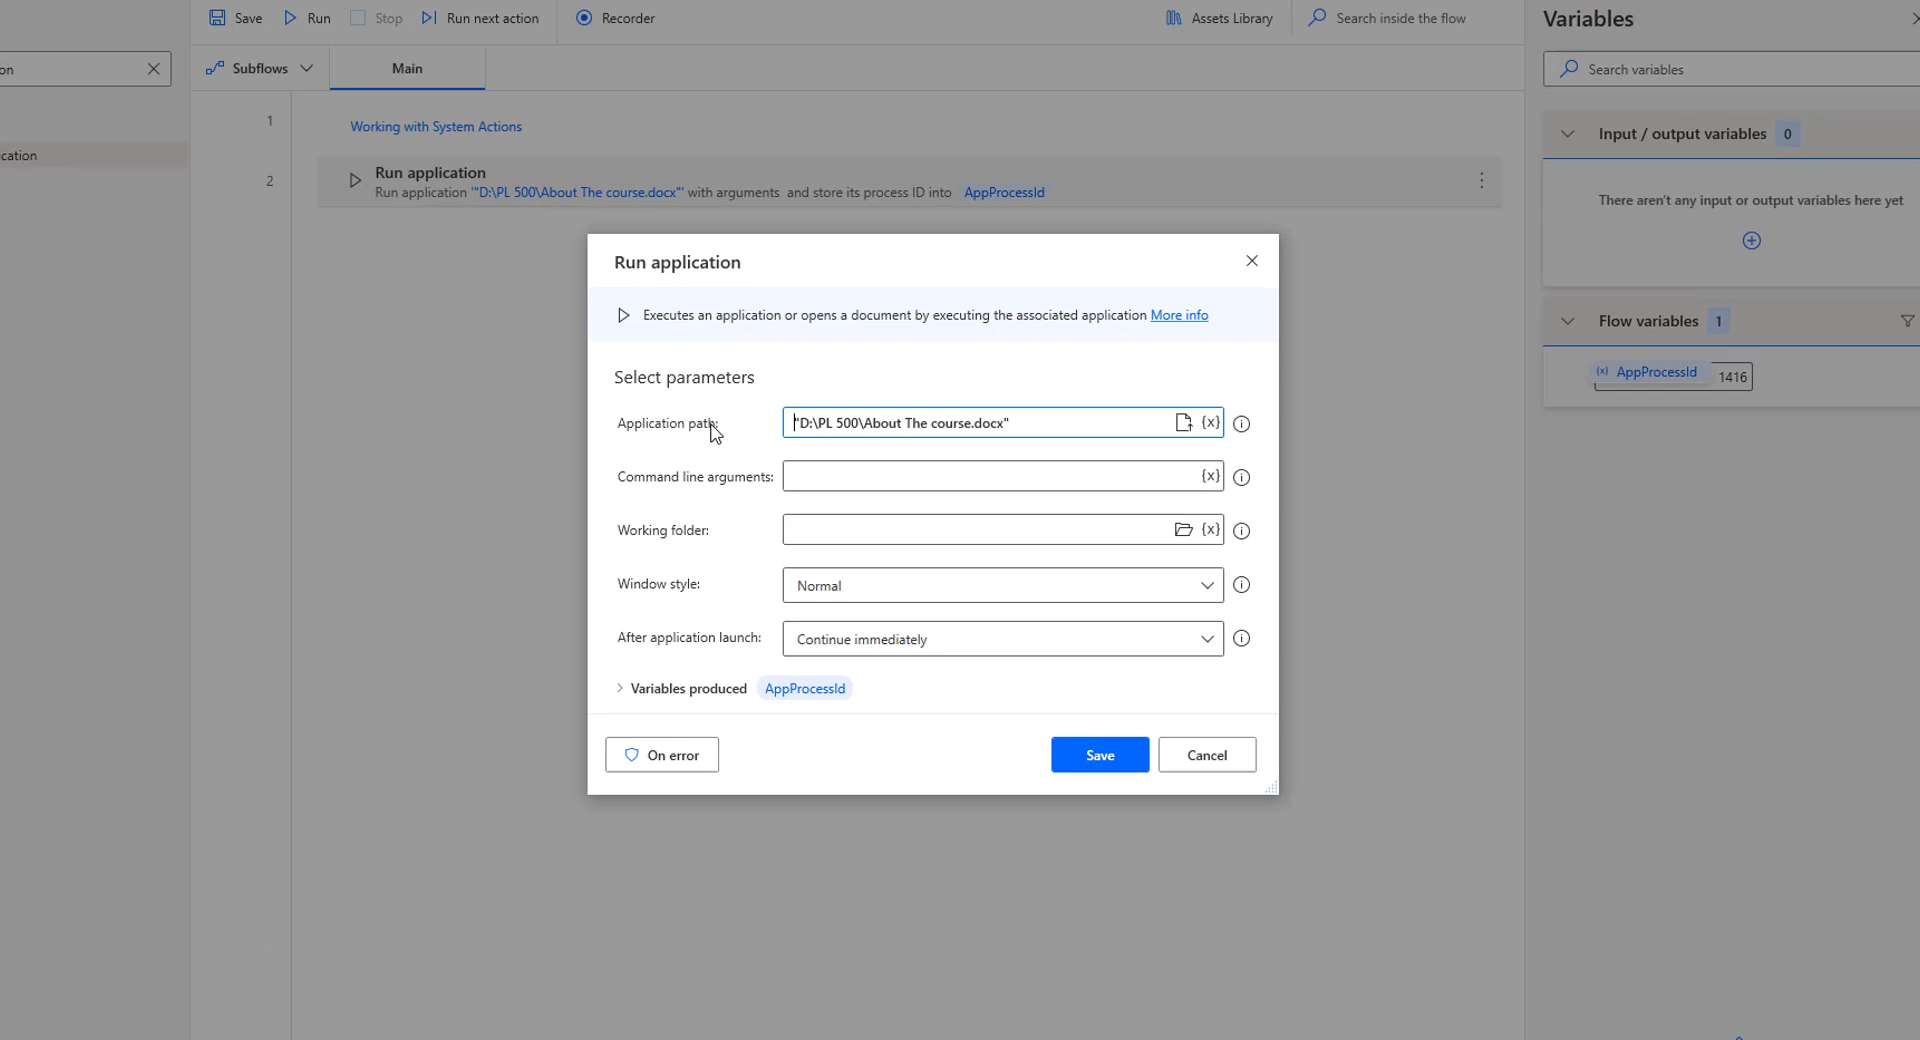 Save Run Stop Run next action Recorder Assets Library Search inside the flow Variables
on Subflows Main Search variables
1 Working with System Actions Input / output variables 0
ication
2 Run application
Run application '"D:\PL 500\About The course.docx"' with arguments and store its process ID into AppProcessId
There aren't any input or output variables here yet
Run application
Executes an application or opens a document by executing the associated application More info
Flow variables 1
AppProcessId 1416
Select parameters
Application path: "D:\PL 500\About The course.docx" {x}
Command line arguments: {x}
Working folder: {x}
Window style: Normal
After application launch: Continue immediately
Variables produced AppProcessId
On error Save Cancel